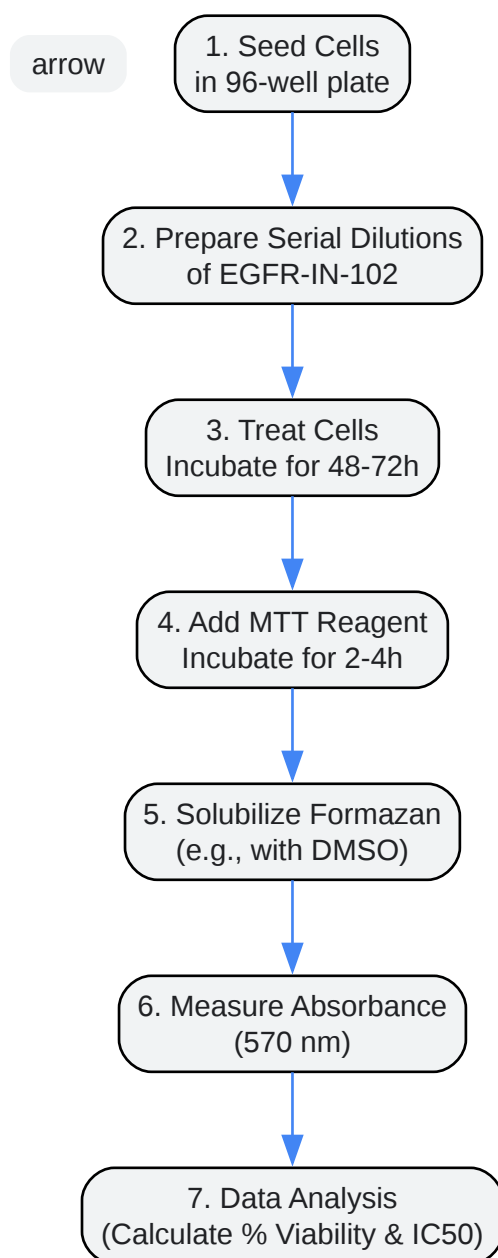 arrow
1. Seed Cells
in 96-well plate
2. Prepare Serial Dilutions
of EGFR-IN-102
3. Treat Cells
Incubate for 48-72h
4. Add MTT Reagent
Incubate for 2-4h
5. Solubilize Formazan
(e.g., with DMSO)
6. Measure Absorbance
(570 nm)
7. Data Analysis
(Calculate % Viability & IC50)